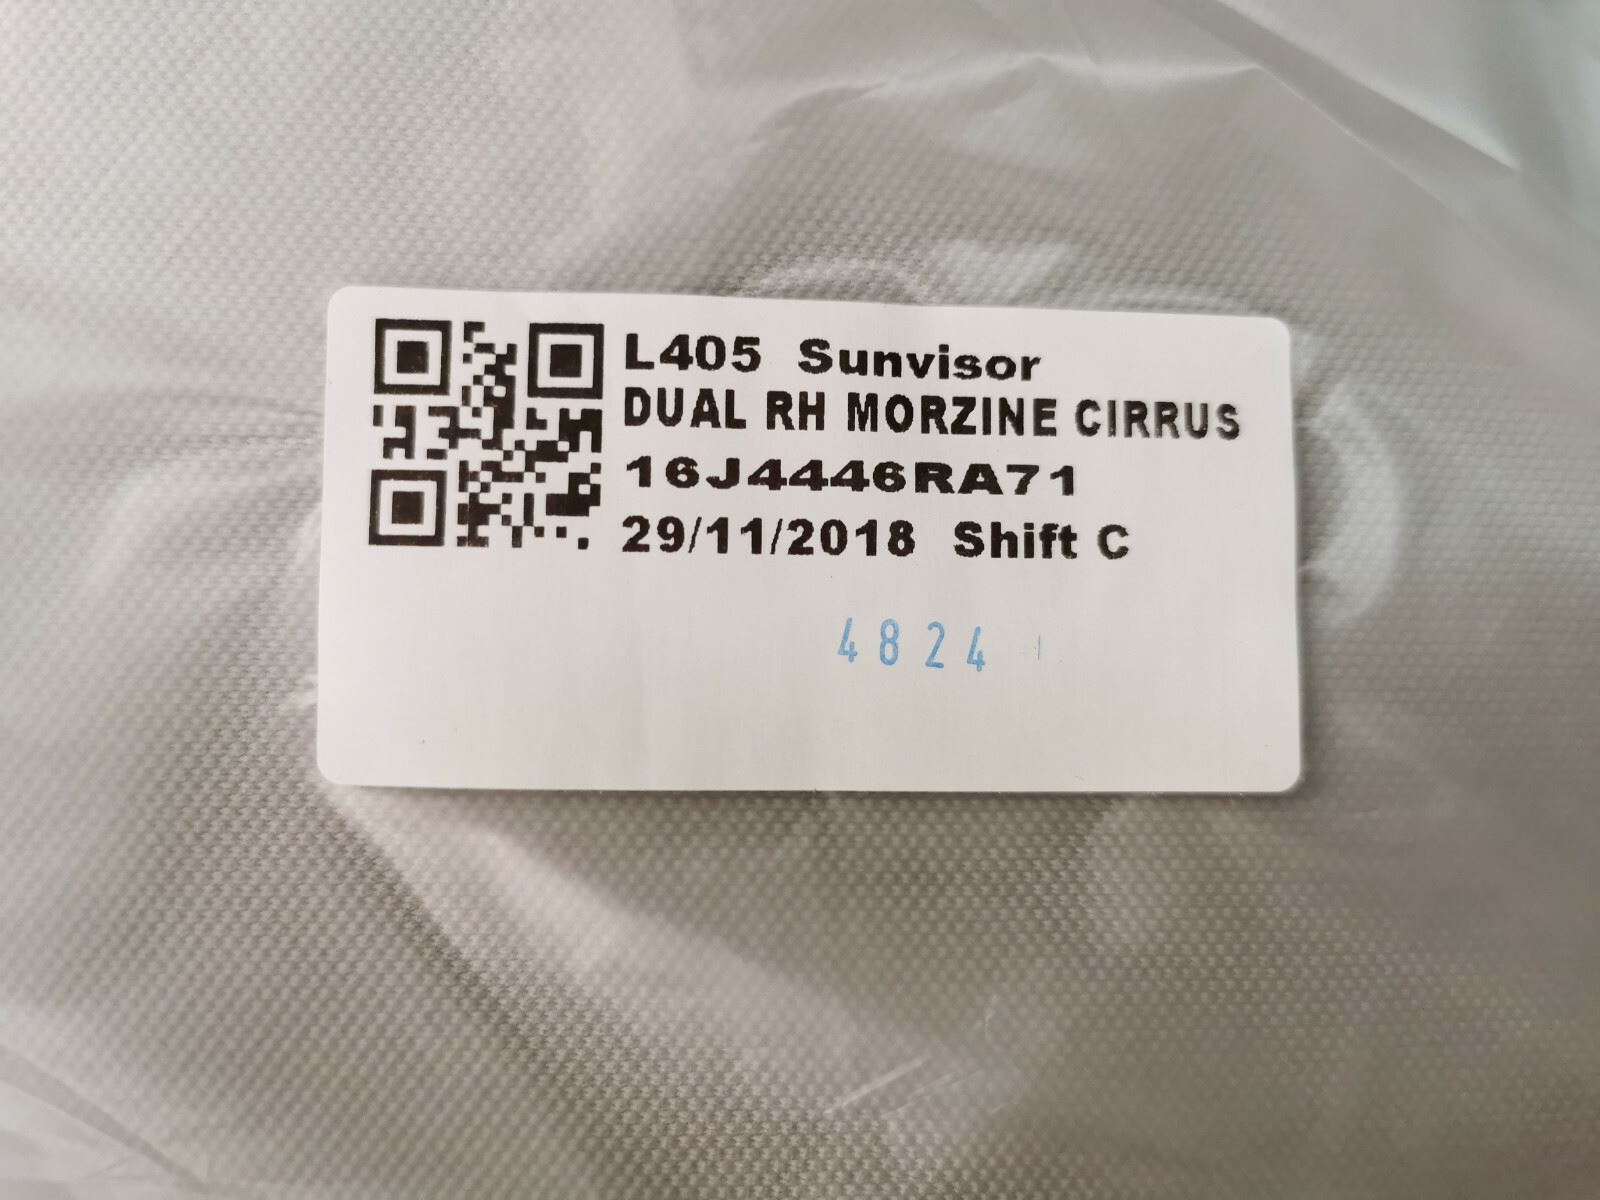 L405 Sunvisor
DUAL RH MORZINE CIRRUS
16J4446RA71
29/11/2018 Shift C
4824